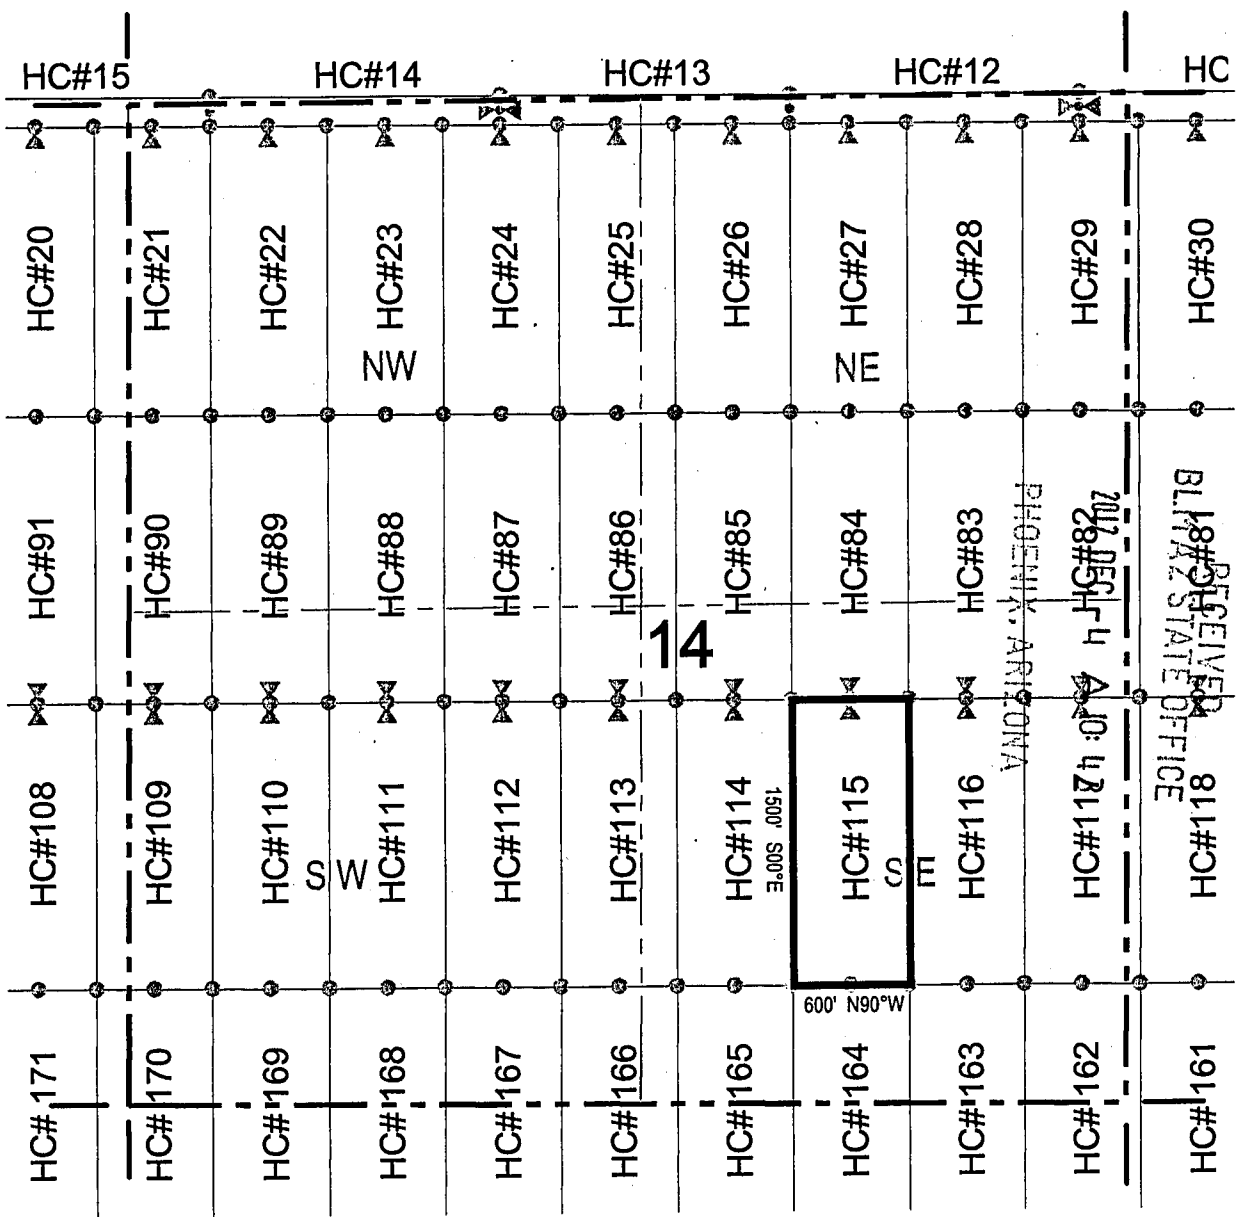 HC#15 HC#14 HC#13 HC#12 HC
HC#20 HC#21 HC#22 HC#23 HC#24 HC#25 HC#26 HC#27 HC#28 HC#29 HC#30
NW NE
HC#91 HC#90 HC#89 HC#88 HC#87 HC#86 HC#85 HC#84 HC#83 HC#82 HC#81
14
HC#108 HC#109 HC#110 HC#111 HC#112 HC#113 HC#114 HC#115 HC#116 HC#117 HC#118
1500' S00°E
SW SE
600' N90°W
HC#171 HC#170 HC#169 HC#168 HC#167 HC#166 HC#165 HC#164 HC#163 HC#162 HC#161
RECEIVED
BLM AZ STATE OFFICE
DEC -4 A 10: 42
PHOENIX, ARIZONA